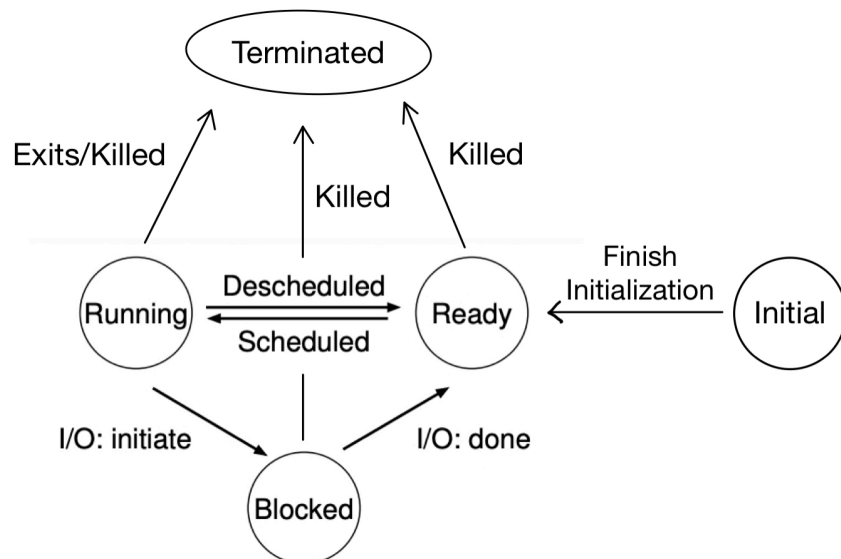 Terminated
Exits/Killed
Killed
Killed
Finish
Initialization
Descheduled
Running
Ready
Initial
Scheduled
I/O: initiate
I/O: done
Blocked